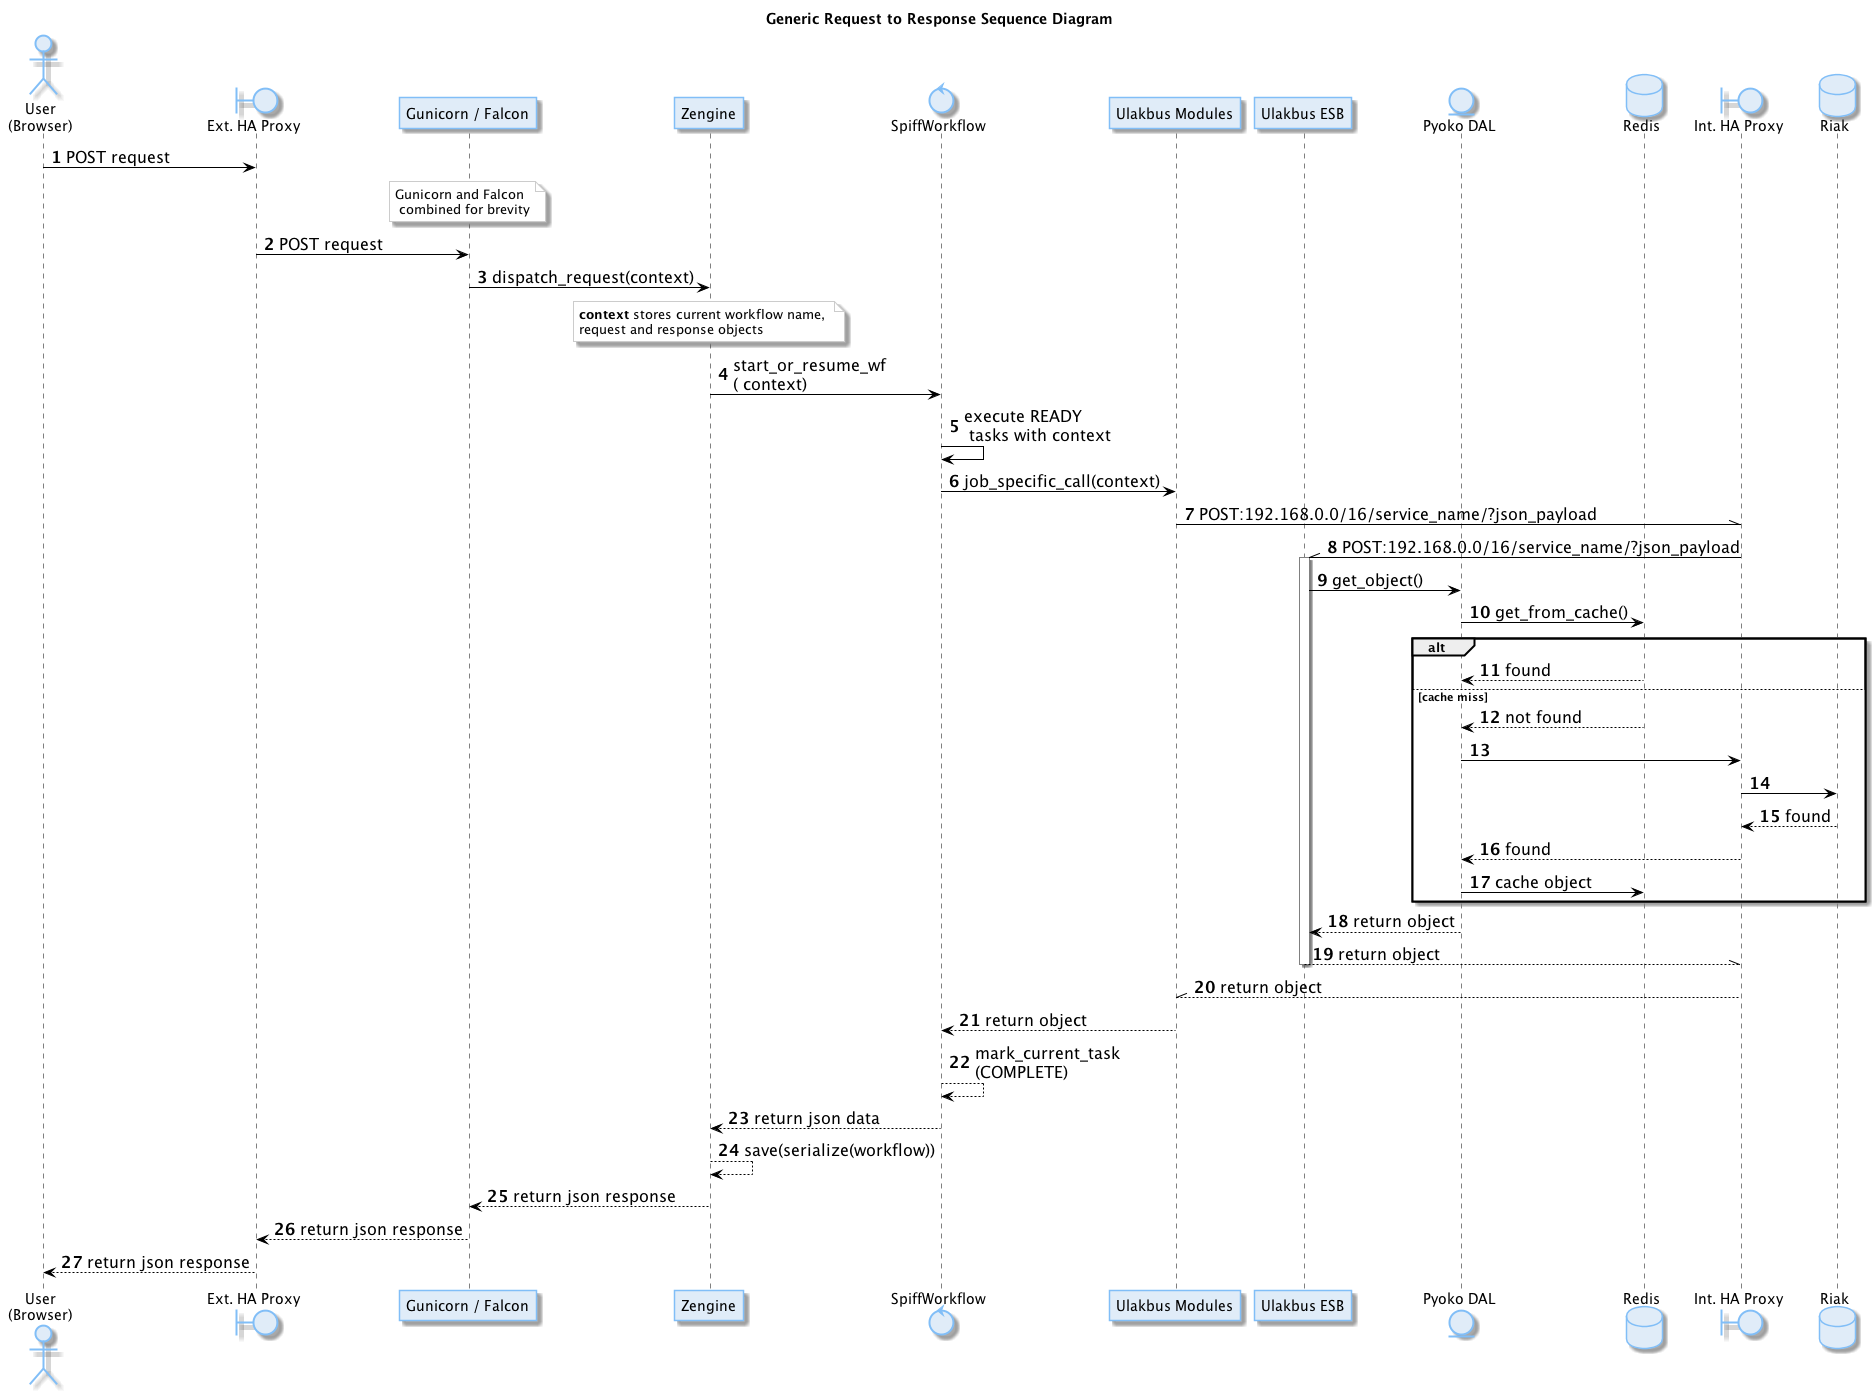 Generic Request to Response Sequence Diagram
User
(Browser)
Ext. HA Proxy
Gunicorn / Falcon
Zengine
SpiffWorkflow
Ulakbus Modules
Ulakbus ESB
Pyoko DAL
Redis
Int. HA Proxy
Riak
1 POST request
Gunicorn and Falcon
combined for brevity
2 POST request
3 dispatch_request(context)
context stores current workflow name,
request and response objects
4 start_or_resume_wf
( context)
5 execute READY
tasks with context
6 job_specific_call(context)
7 POST:192.168.0.0/16/service_name/?json_payload
8 POST:192.168.0.0/16/service_name/?json_payload
9 get_object()
10 get_from_cache()
alt
11 found
[cache miss]
12 not found
13
14
15 found
16 found
17 cache object
18 return object
19 return object
20 return object
21 return object
22 mark_current_task
(COMPLETE)
23 return json data
24 save(serialize(workflow))
25 return json response
26 return json response
27 return json response
User
(Browser)
Ext. HA Proxy
Gunicorn / Falcon
Zengine
SpiffWorkflow
Ulakbus Modules
Ulakbus ESB
Pyoko DAL
Redis
Int. HA Proxy
Riak